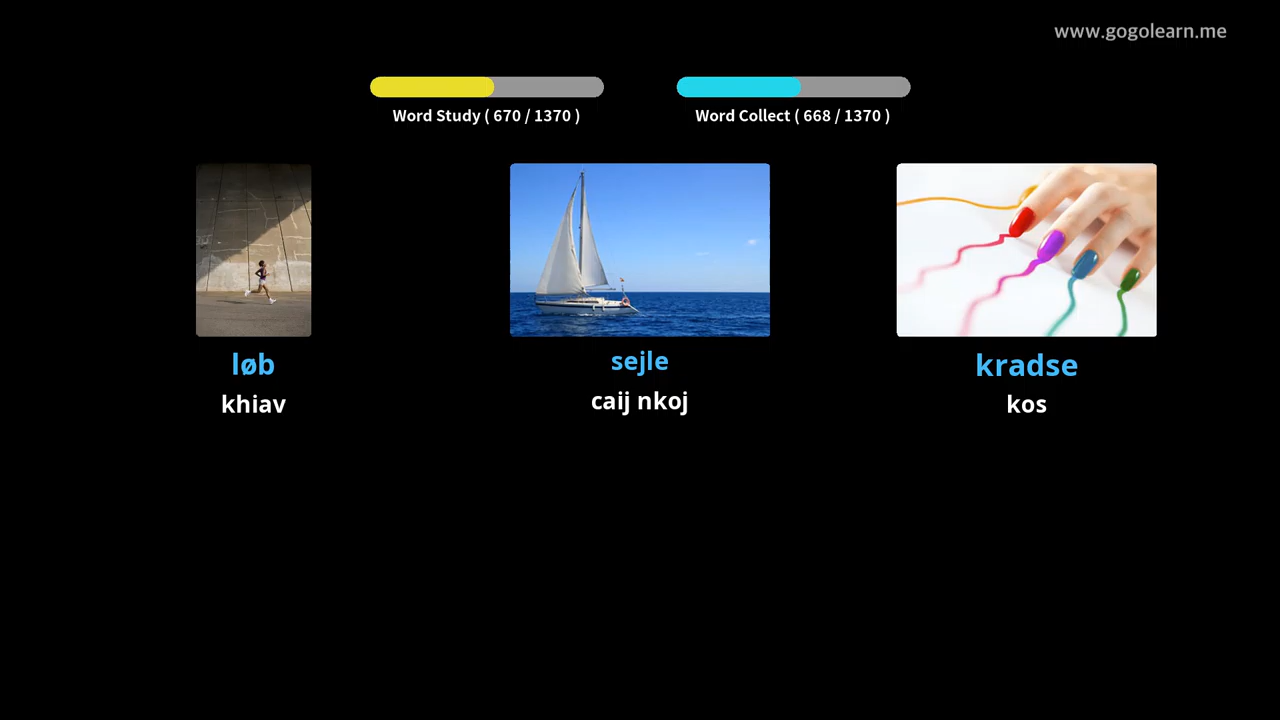 www.gogolearn.me
Word Study ( 670 / 1370 )
Word Collect ( 668 / 1370 )
løb
sejle
kradse
khiav
caij nkoj
kos